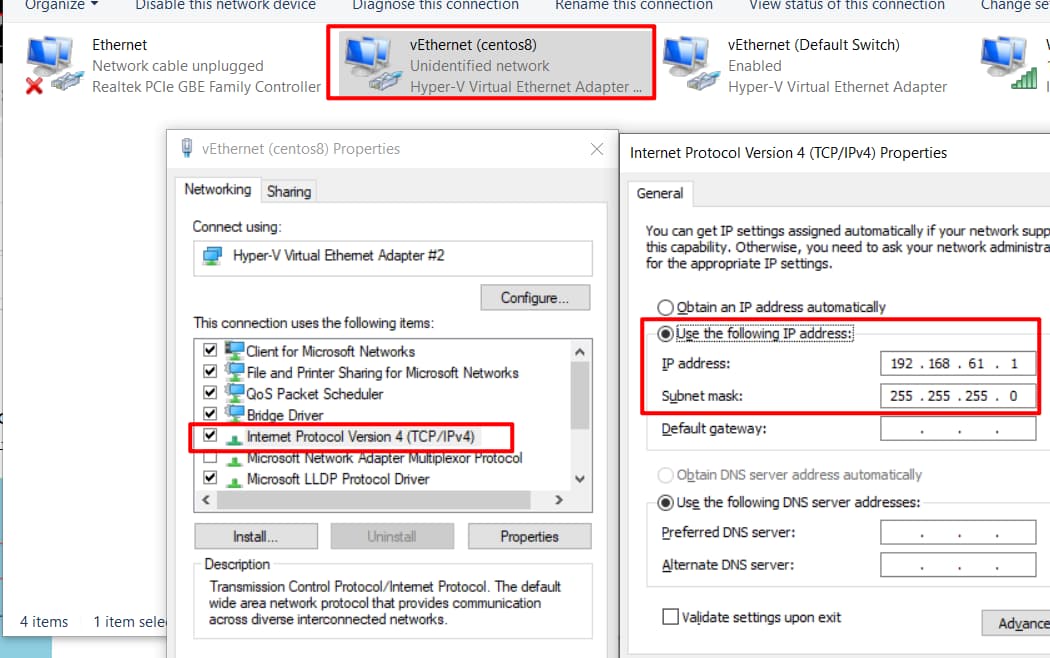 Organize Disable this network device Diagnose this connection Rename this connection View status of this connection Change se
Ethernet
Network cable unplugged
Realtek PCIe GBE Family Controller
vEthernet (centos8)
Unidentified network
Hyper-V Virtual Ethernet Adapter ...
vEthernet (Default Switch)
Enabled
Hyper-V Virtual Ethernet Adapter
vEthernet (centos8) Properties
Networking Sharing
Connect using:
Hyper-V Virtual Ethernet Adapter #2
Configure...
This connection uses the following items:
Client for Microsoft Networks
File and Printer Sharing for Microsoft Networks
QoS Packet Scheduler
Bridge Driver
Internet Protocol Version 4 (TCP/IPv4)
Microsoft Network Adapter Multiplexor Protocol
Microsoft LLDP Protocol Driver
Install... Uninstall Properties
Description
Transmission Control Protocol/Internet Protocol. The default
wide area network protocol that provides communication
across diverse interconnected networks.
Internet Protocol Version 4 (TCP/IPv4) Properties
General
You can get IP settings assigned automatically if your network supp
this capability. Otherwise, you need to ask your network administra
for the appropriate IP settings.
Obtain an IP address automatically
Use the following IP address:
IP address: 192 . 168 . 61 . 1
Subnet mask: 255 . 255 . 255 . 0
Default gateway: . . .
Obtain DNS server address automatically
Use the following DNS server addresses:
Preferred DNS server: . . .
Alternate DNS server: . . .
Validate settings upon exit
Advance
4 items 1 item sele